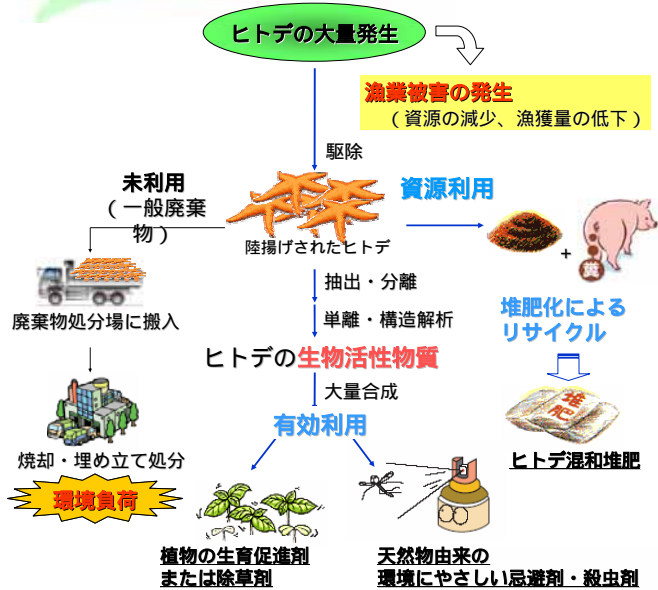 ヒトデの大量発生
漁業被害の発生
（資源の減少、漁獲量の低下）
駆除
未利用
（一般廃棄
物）
資源利用
陸揚げされたヒトデ
+
糞
抽出・分離
廃棄物処分場に搬入
単離・構造解析
堆肥化による
リサイクル
ヒトデの生物活性物質
大量合成
堆
肥
有効利用
焼却・埋め立て処分
ヒトデ混和堆肥
環境負荷
植物の生育促進剤
または除草剤
天然物由来の
環境にやさしい忌避剤・殺虫剤